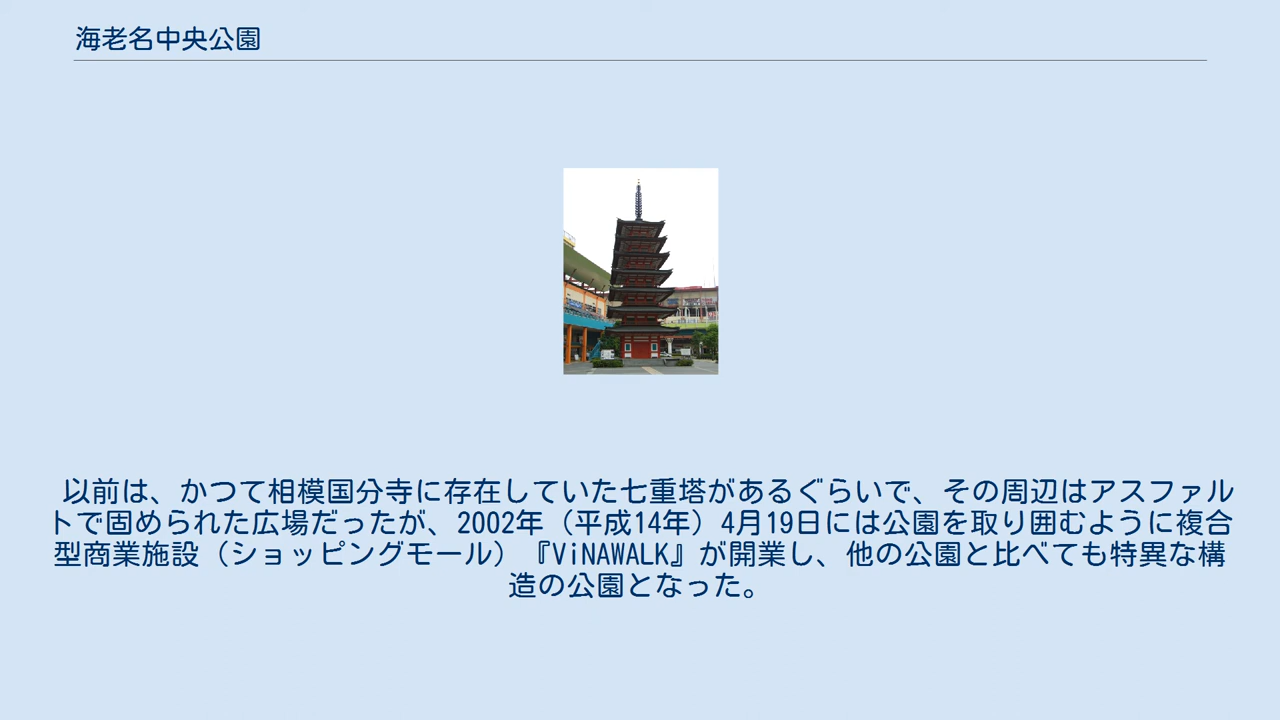 海老名中央公園
以前は、かつて相模国分寺に存在していた七重塔があるぐらいで、その周辺はアスファル
トで固められた広場だったが、2002年（平成14年）4月19日には公園を取り囲むように複合
型商業施設（ショッピングモール）『ViNAWALK』が開業し、他の公園と比べても特異な構
造の公園となった。